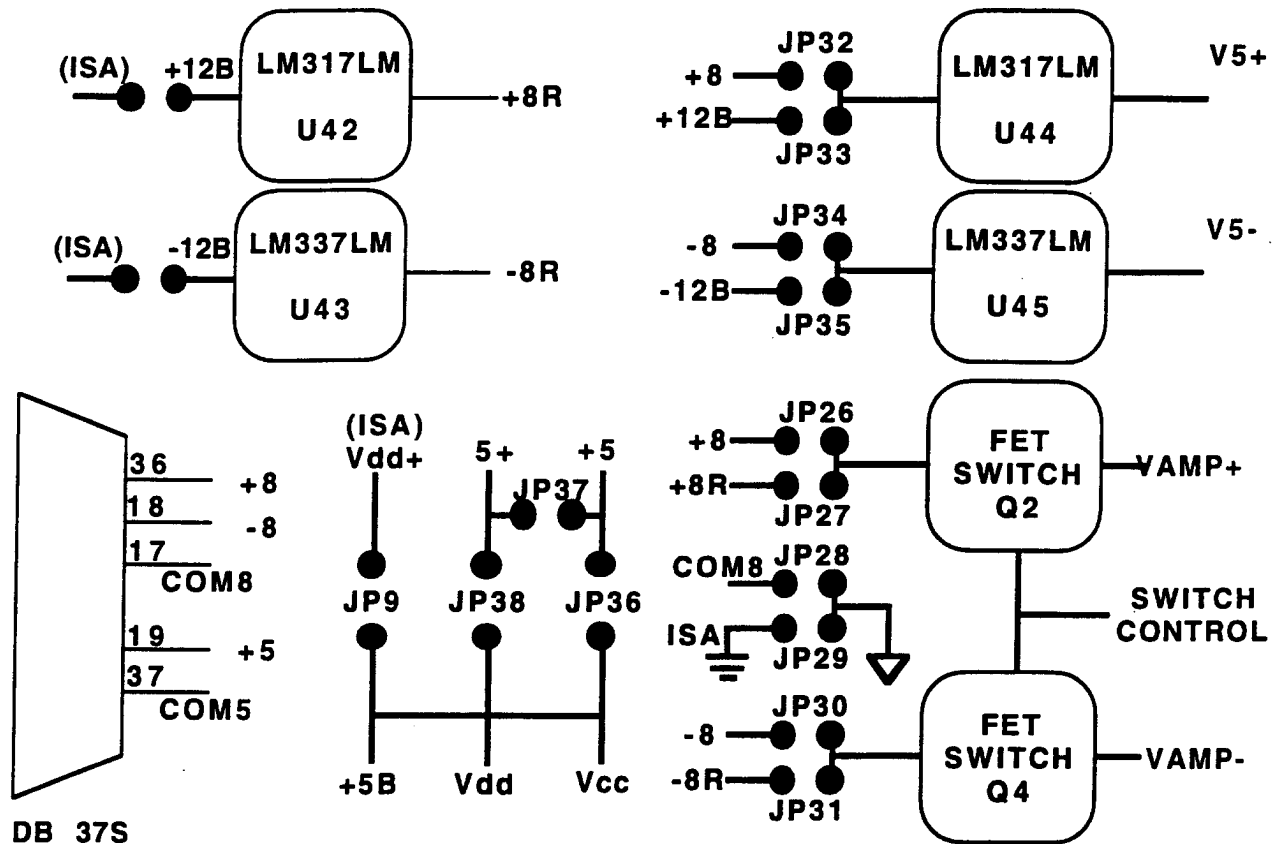 (ISA) +12B
LM317LM
U42
+8R
(ISA) -12B
LM337LM
U43
-8R
JP32
+8
+12B
JP33
LM317LM
U44
V5+
JP34
-8
-12B
JP35
LM337LM
U45
V5-
36
+8
18
-8
17
COM8
19
+5
37
COM5
DB 37S
(ISA)
Vdd+
5+
+5
JP37
JP9
JP38
JP36
+5B
Vdd
Vcc
JP26
+8
+8R
JP27
FET
SWITCH
Q2
VAMP+
JP28
COM8
ISA
JP29
SWITCH
CONTROL
JP30
-8
-8R
JP31
FET
SWITCH
Q4
VAMP-